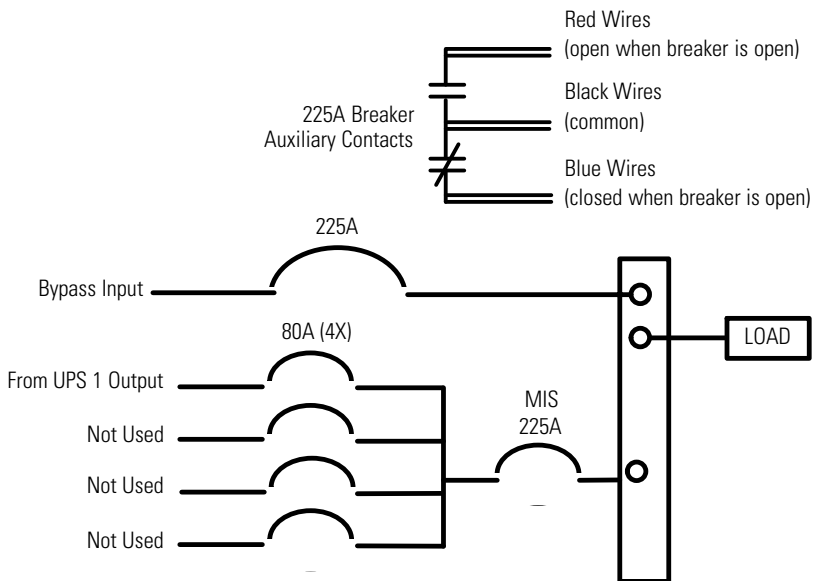 Red Wires
(open when breaker is open)
Black Wires
(common)
225A Breaker
Auxiliary Contacts
Blue Wires
(closed when breaker is open)
225A
Bypass Input
80A (4X)
LOAD
From UPS 1 Output
MIS
225A
Not Used
Not Used
Not Used